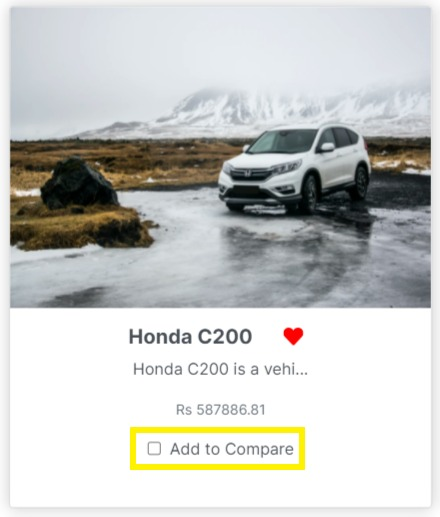 Honda C200
Honda C200 is a vehi...
Rs 587886.81
Add to Compare